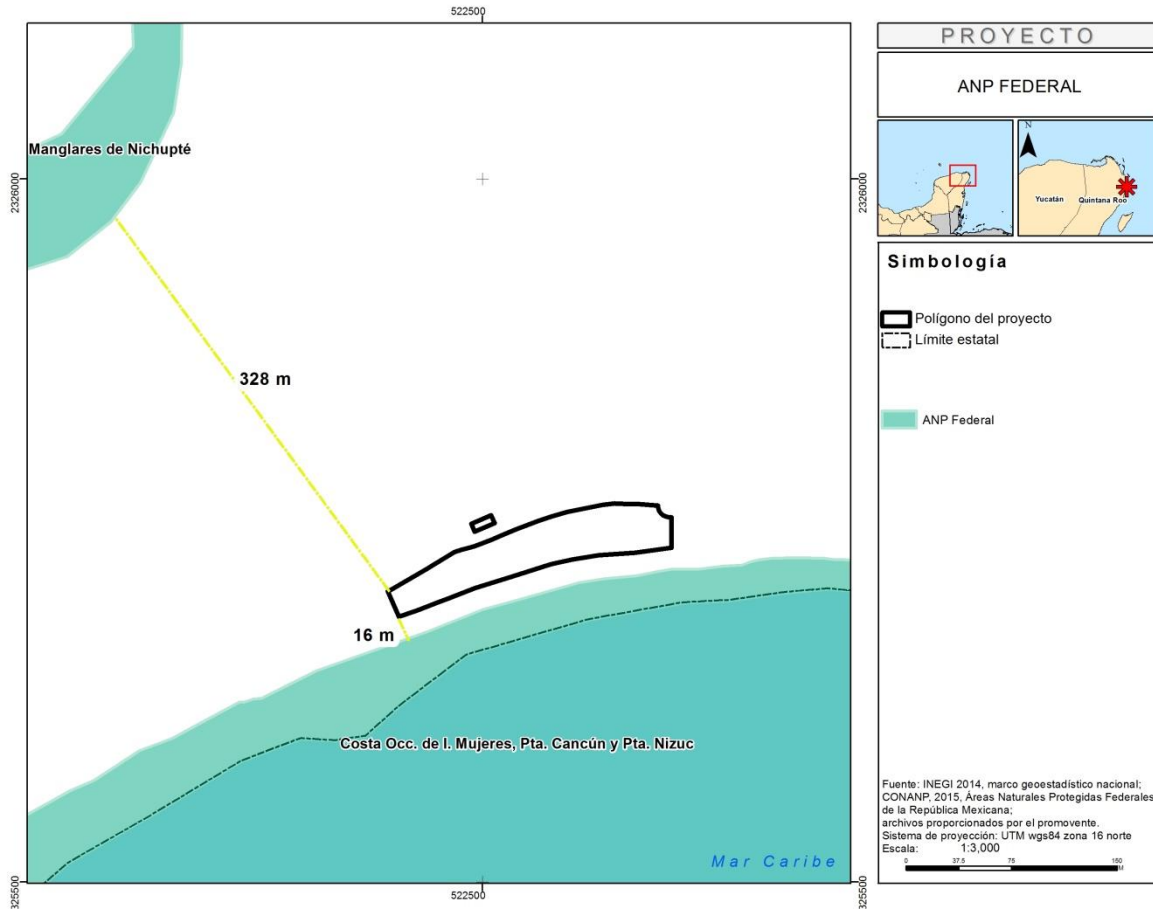 522500
PROYECTO
ANP FEDERAL
N
Yucatán
Quintana Roo
2326000
2326000
Manglares de Nichupté
328 m
16 m
Costa Occ. de I. Mujeres, Pta. Cancún y Pta. Nizuc
Mar Caribe
325500
325500
522500
Simbología
Polígono del proyecto
Límite estatal
ANP Federal
Fuente: INEGI 2014, marco geoestadístico nacional;
CONANP, 2015, Áreas Naturales Protegidas Federales
de la República Mexicana;
archivos proporcionados por el promovente.
Sistema de proyección: UTM wgs84 zona 16 norte
Escala: 1:3,000
0 37.5 75 150
M